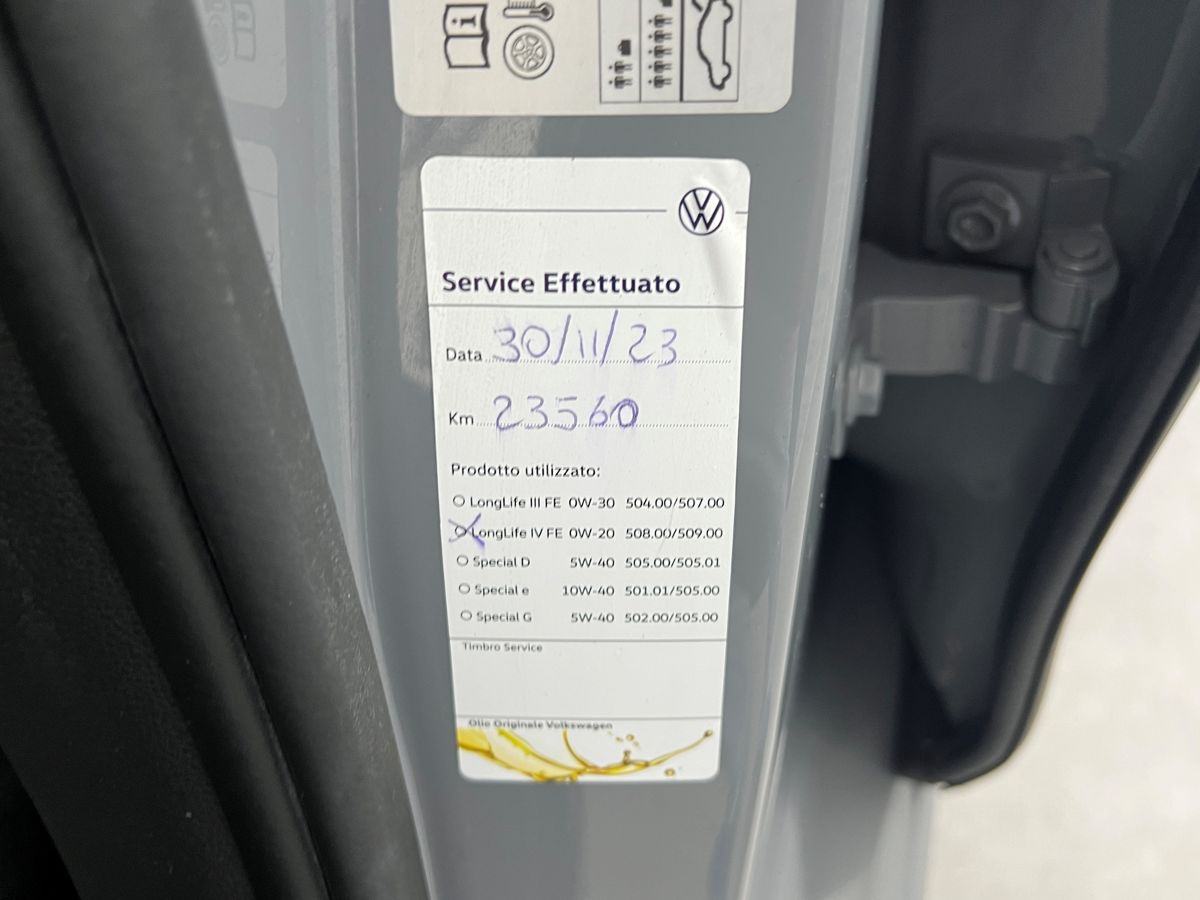 Service Effettuato
Data 30/11/23
Km 23560
Prodotto utilizzato:
LongLife III FE 0W-30 504.00/507.00
LongLife IV FE 0W-20 508.00/509.00
Special D 5W-40 505.00/505.01
Special e 10W-40 501.01/505.00
Special G 5W-40 502.00/505.00
Timbro Service
Olio Originale Volkswagen